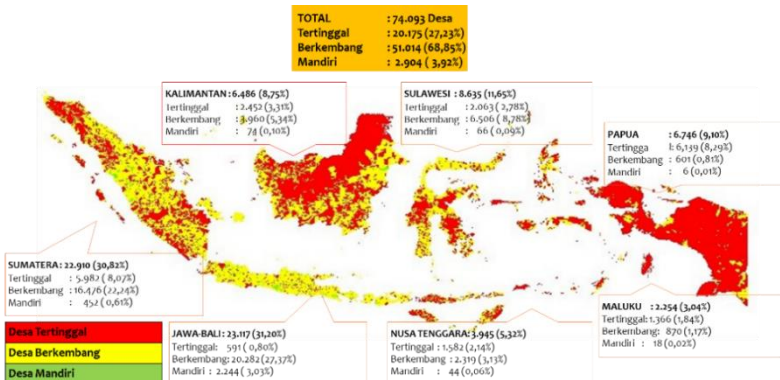 TOTAL : 74.093 Desa
Tertinggal : 20.175 (27,23%)
Berkembang : 51.014 (68,85%)
Mandiri : 2.904 ( 3,92%)
KALIMANTAN : 6.486 (8,75%)
Tertinggal : 2.452 (3,31%)
Berkembang : 3.960 (5,34%)
Mandiri : 74 (0,10%)
SULAWESI : 8.635 (11,65%)
Tertinggal : 2.063 ( 2,78%)
Berkembang : 6.506 ( 8,78%)
Mandiri : 66 ( 0,09%)
PAPUA : 6.746 (9,10%)
Tertingga l: 6,139 (8,29%)
Berkembang : 601 (0,81%)
Mandiri : 6 (0,01%)
SUMATERA : 22.910 (30,82%)
Tertinggal : 5.982 ( 8,07%)
Berkembang : 16.476 (22,24%)
Mandiri : 452 ( 0,61%)
Desa Tertinggal
Desa Berkembang
Desa Mandiri
JAWA-BALI : 23.117 (31,20%)
Tertinggal: 591 ( 0,80%)
Berkembang: 20.282 (27,37%)
Mandiri : 2.244 ( 3,03%)
NUSA TENGGARA: 3.945 (5,32%)
Tertinggal : 1.582 ( 2,14%)
Berkembang : 2.319 ( 3,13%)
Mandiri : 44 (0,06%)
MALUKU : 2.254 (3,04%)
Tertinggal: 1.366 (1,84%)
Berkembang: 870 (1,17%)
Mandiri : 18 (0,02%)